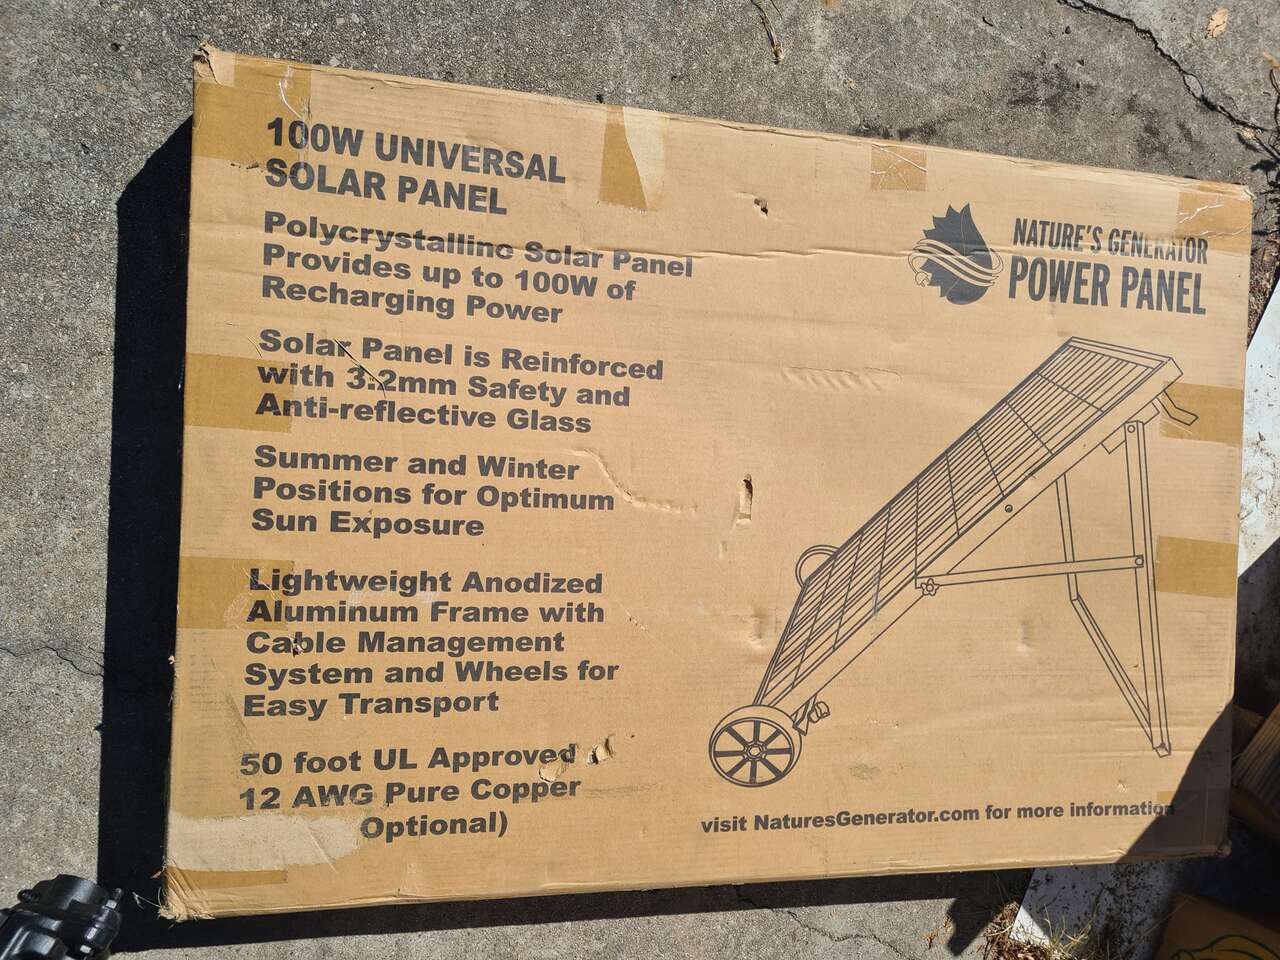 100W UNIVERSAL
SOLAR PANEL
Polycrystalline Solar Panel
Provides up to 100W of
Recharging Power
Solar Panel is Reinforced
with 3.2mm Safety and
Anti-reflective Glass
Summer and Winter
Positions for Optimum
Sun Exposure
Lightweight Anodized
Aluminum Frame with
Cable Management
System and Wheels for
Easy Transport
50 foot UL Approved
12 AWG Pure Copper
Optional)
NATURE'S GENERATOR
POWER PANEL
visit NaturesGenerator.com for more information